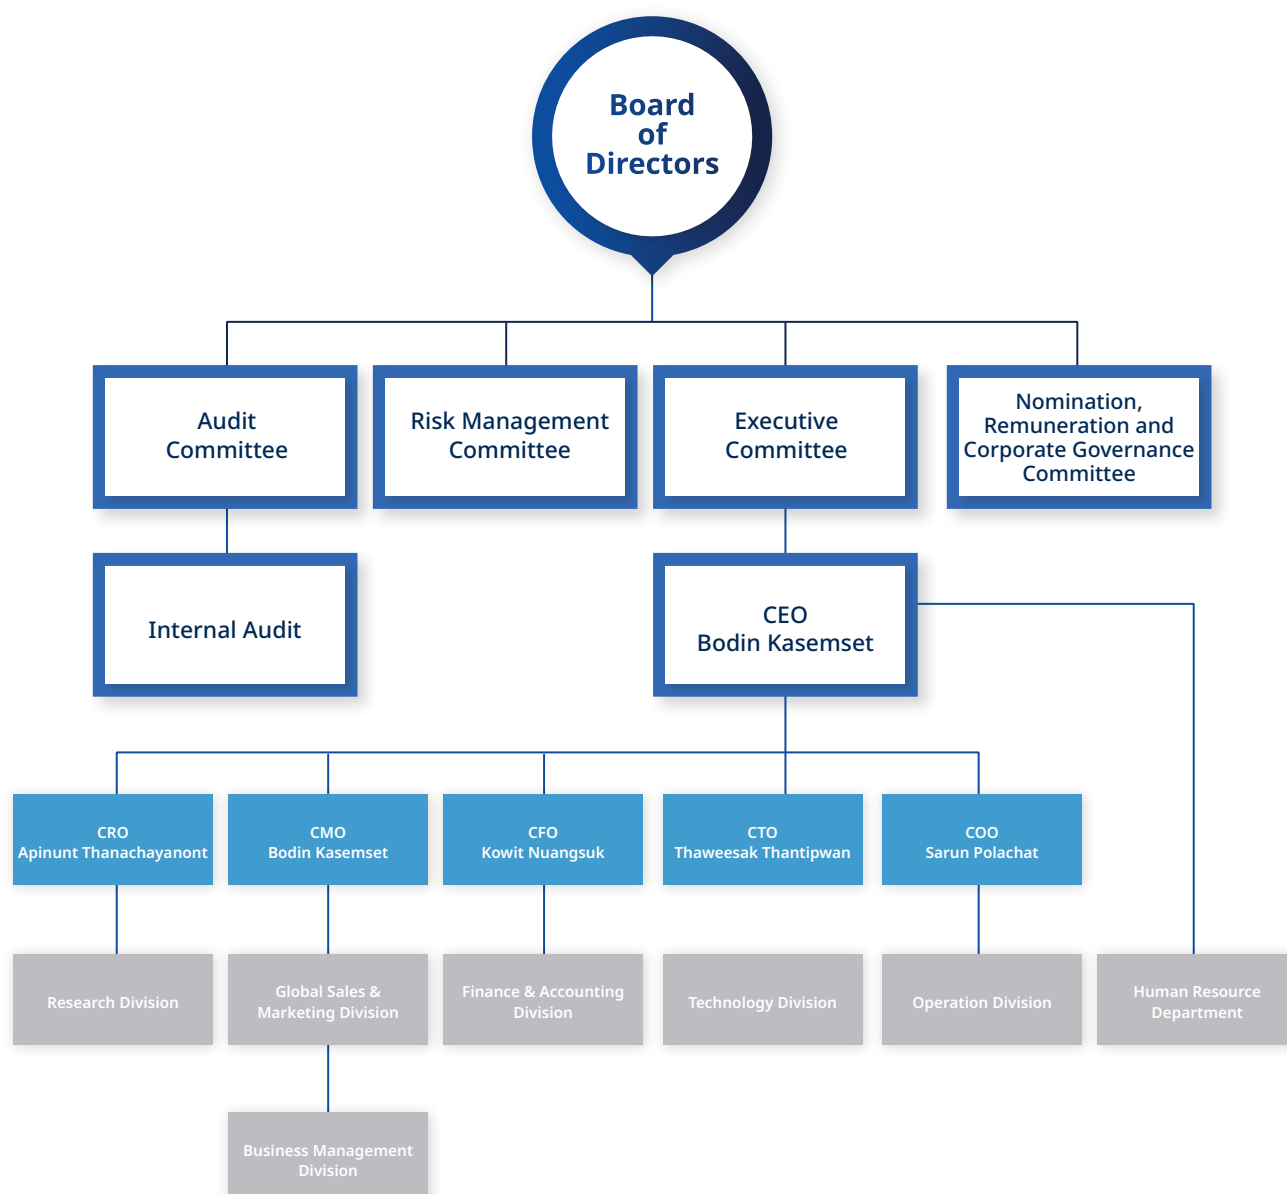 Board
of
Directors
Audit
Committee
Risk Management
Committee
Executive
Committee
Nomination,
Remuneration and
Corporate Governance
Committee
Internal Audit
CEO
Bodin Kasemset
CRO
Apinunt Thanachayanont
CMO
Bodin Kasemset
CFO
Kowit Nuangsuk
CTO
Thaweesak Thantipwan
COO
Sarun Polachat
Research Division
Global Sales &
Marketing Division
Finance & Accounting
Division
Technology Division
Operation Division
Human Resource
Department
Business Management
Division